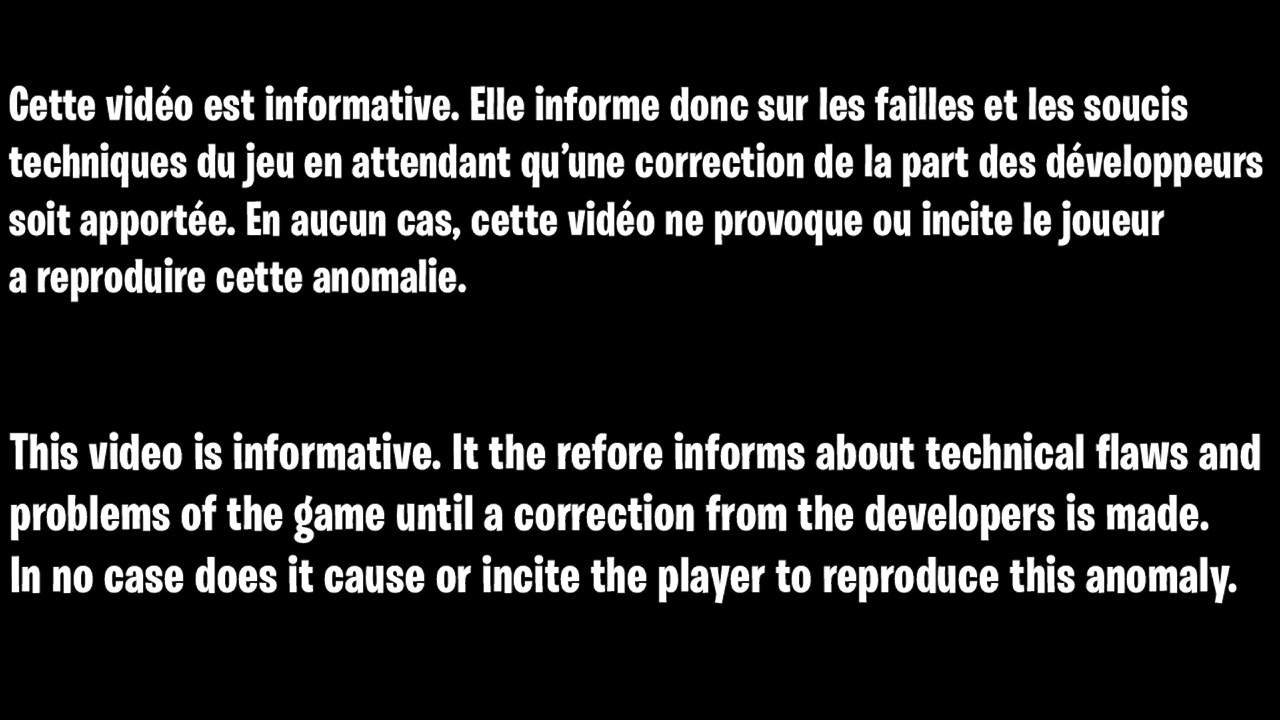 Cette vidéo est informative. Elle informe donc sur les failles et les soucis
techniques du jeu en attendant qu’une correction de la part des développeurs
soit apportée. En aucun cas, cette vidéo ne provoque ou incite le joueur
a reproduire cette anomalie.
This video is informative. It the refore informs about technical flaws and
problems of the game until a correction from the developers is made.
In no case does it cause or incite the player to reproduce this anomaly.